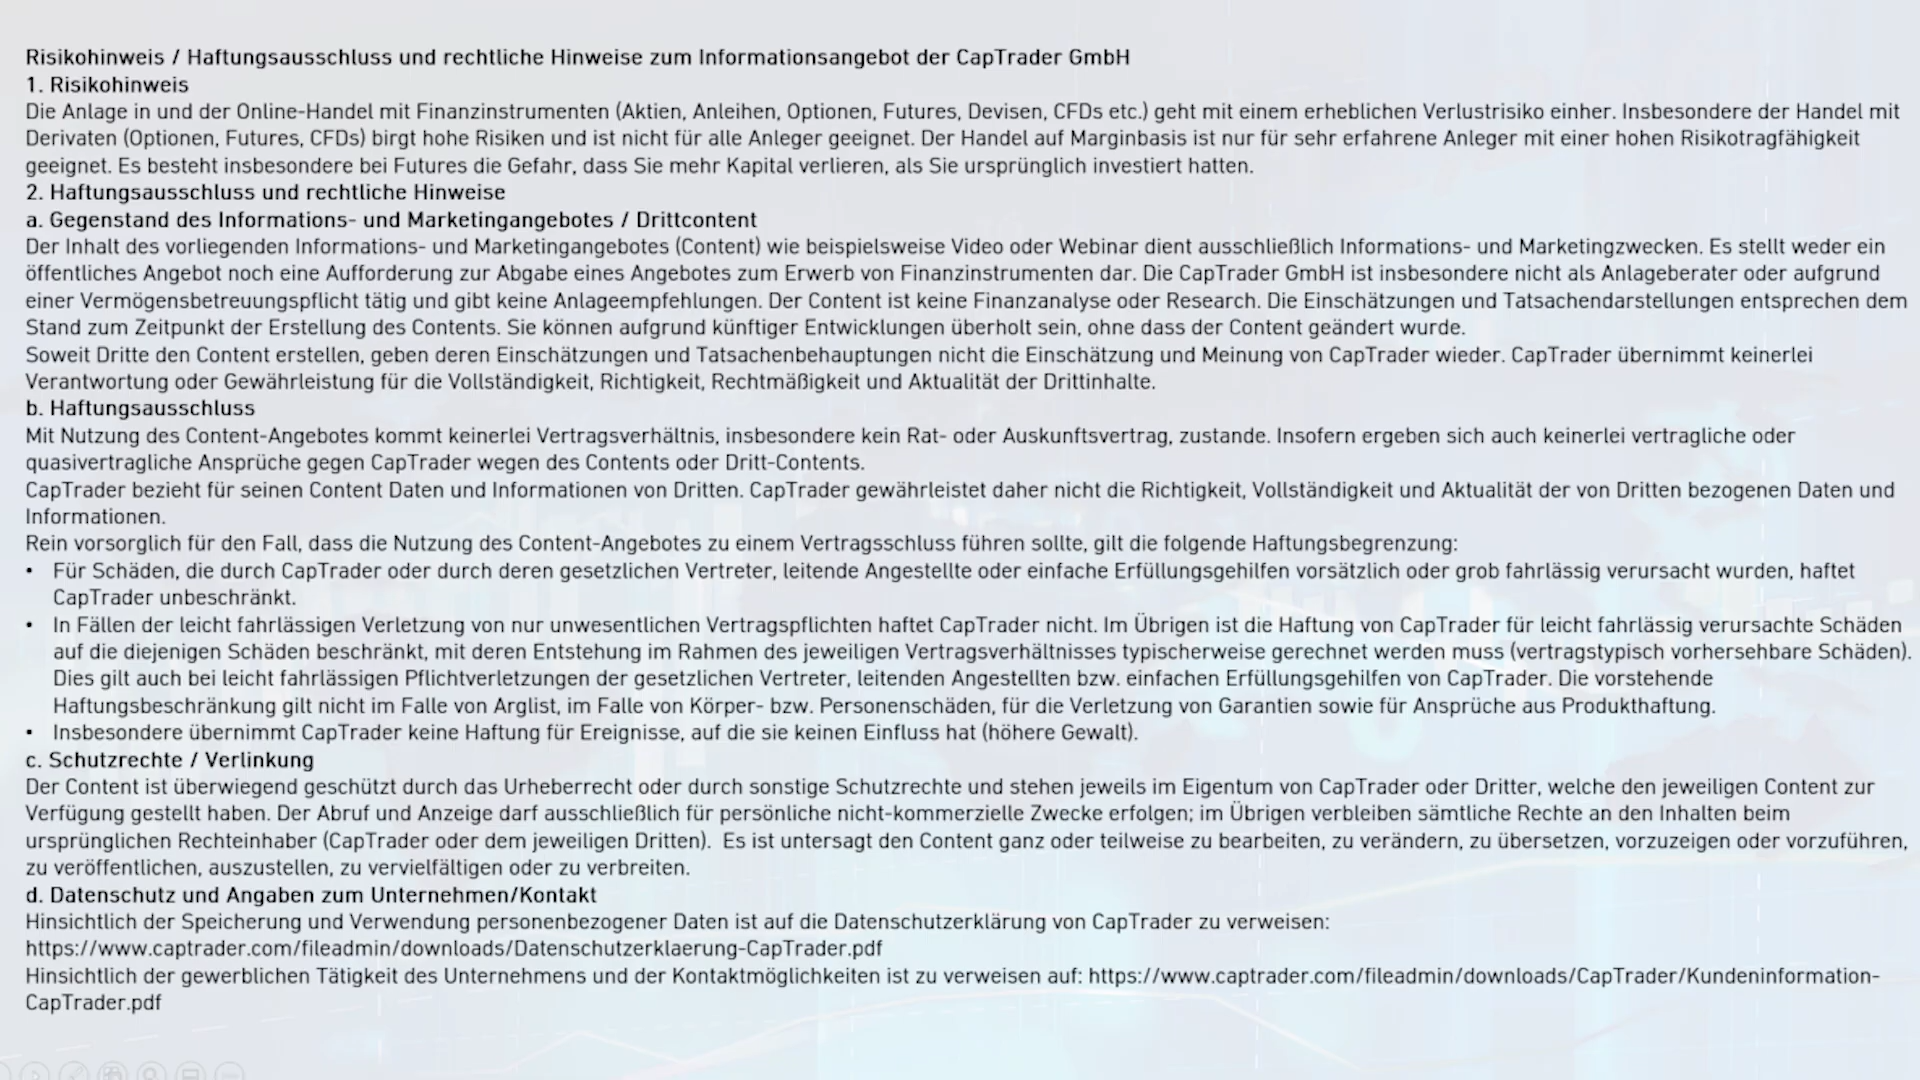 Risikohinweis / Haftungsausschluss und rechtliche Hinweise zum Informationsangebot der CapTrader GmbH
1. Risikohinweis
Die Anlage in und der Online-Handel mit Finanzinstrumenten (Aktien, Anleihen, Optionen, Futures, Devisen, CFDs etc.) geht mit einem erheblichen Verlustrisiko einher. Insbesondere der Handel mit
Derivaten (Optionen, Futures, CFDs) birgt hohe Risiken und ist nicht für alle Anleger geeignet. Der Handel auf Marginbasis ist nur für sehr erfahrene Anleger mit einer hohen Risikotragfähigkeit
geeignet. Es besteht insbesondere bei Futures die Gefahr, dass Sie mehr Kapital verlieren, als Sie ursprünglich investiert hatten.
2. Haftungsausschluss und rechtliche Hinweise
a. Gegenstand des Informations- und Marketingangebotes / Drittcontent
Der Inhalt des vorliegenden Informations- und Marketingangebotes (Content) wie beispielsweise Video oder Webinar dient ausschließlich Informations- und Marketingzwecken. Es stellt weder ein
öffentliches Angebot noch eine Aufforderung zur Abgabe eines Angebotes zum Erwerb von Finanzinstrumenten dar. Die CapTrader GmbH ist insbesondere nicht als Anlageberater oder aufgrund
einer Vermögensbetreuungspflicht tätig und gibt keine Anlageempfehlungen. Der Content ist keine Finanzanalyse oder Research. Die Einschätzungen und Tatsachendarstellungen entsprechen dem
Stand zum Zeitpunkt der Erstellung des Contents. Sie können aufgrund künftiger Entwicklungen überholt sein, ohne dass der Content geändert wurde.
Soweit Dritte den Content erstellen, geben deren Einschätzungen und Tatsachenbehauptungen nicht die Einschätzung und Meinung von CapTrader wieder. CapTrader übernimmt keinerlei
Verantwortung oder Gewährleistung für die Vollständigkeit, Richtigkeit, Rechtmäßigkeit und Aktualität der Drittinhalte.
b. Haftungsausschluss
Mit Nutzung des Content-Angebotes kommt keinerlei Vertragsverhältnis, insbesondere kein Rat- oder Auskunftsvertrag, zustande. Insofern ergeben sich auch keinerlei vertragliche oder
quasivertragliche Ansprüche gegen CapTrader wegen des Contents oder Dritt-Contents.
CapTrader bezieht für seinen Content Daten und Informationen von Dritten. CapTrader gewährleistet daher nicht die Richtigkeit, Vollständigkeit und Aktualität der von Dritten bezogenen Daten und
Informationen.
Rein vorsorglich für den Fall, dass die Nutzung des Content-Angebotes zu einem Vertragsschluss führen sollte, gilt die folgende Haftungsbegrenzung:
• Für Schäden, die durch CapTrader oder durch deren gesetzlichen Vertreter, leitende Angestellte oder einfache Erfüllungsgehilfen vorsätzlich oder grob fahrlässig verursacht wurden, haftet
CapTrader unbeschränkt.
• In Fällen der leicht fahrlässigen Verletzung von nur unwesentlichen Vertragspflichten haftet CapTrader nicht. Im Übrigen ist die Haftung von CapTrader für leicht fahrlässig verursachte Schäden
auf die diejenigen Schäden beschränkt, mit deren Entstehung im Rahmen des jeweiligen Vertragsverhältnisses typischerweise gerechnet werden muss (vertragstypisch vorhersehbare Schäden).
Dies gilt auch bei leicht fahrlässigen Pflichtverletzungen der gesetzlichen Vertreter, leitenden Angestellten bzw. einfachen Erfüllungsgehilfen von CapTrader. Die vorstehende
Haftungsbeschränkung gilt nicht im Falle von Arglist, im Falle von Körper- bzw. Personenschäden, für die Verletzung von Garantien sowie für Ansprüche aus Produkthaftung.
• Insbesondere übernimmt CapTrader keine Haftung für Ereignisse, auf die sie keinen Einfluss hat (höhere Gewalt).
c. Schutzrechte / Verlinkung
Der Content ist überwiegend geschützt durch das Urheberrecht oder durch sonstige Schutzrechte und stehen jeweils im Eigentum von CapTrader oder Dritter, welche den jeweiligen Content zur
Verfügung gestellt haben. Der Abruf und Anzeige darf ausschließlich für persönliche nicht-kommerzielle Zwecke erfolgen; im Übrigen verbleiben sämtliche Rechte an den Inhalten beim
ursprünglichen Rechteinhaber (CapTrader oder dem jeweiligen Dritten). Es ist untersagt den Content ganz oder teilweise zu bearbeiten, zu verändern, zu übersetzen, vorzuzeigen oder vorzuführen,
zu veröffentlichen, auszustellen, zu vervielfältigen oder zu verbreiten.
d. Datenschutz und Angaben zum Unternehmen/Kontakt
Hinsichtlich der Speicherung und Verwendung personenbezogener Daten ist auf die Datenschutzerklärung von CapTrader zu verweisen:
https://www.captrader.com/fileadmin/downloads/Datenschutzerklaerung-CapTrader.pdf
Hinsichtlich der gewerblichen Tätigkeit des Unternehmens und der Kontaktmöglichkeiten ist zu verweisen auf: https://www.captrader.com/fileadmin/downloads/CapTrader/Kundeninformation-
CapTrader.pdf